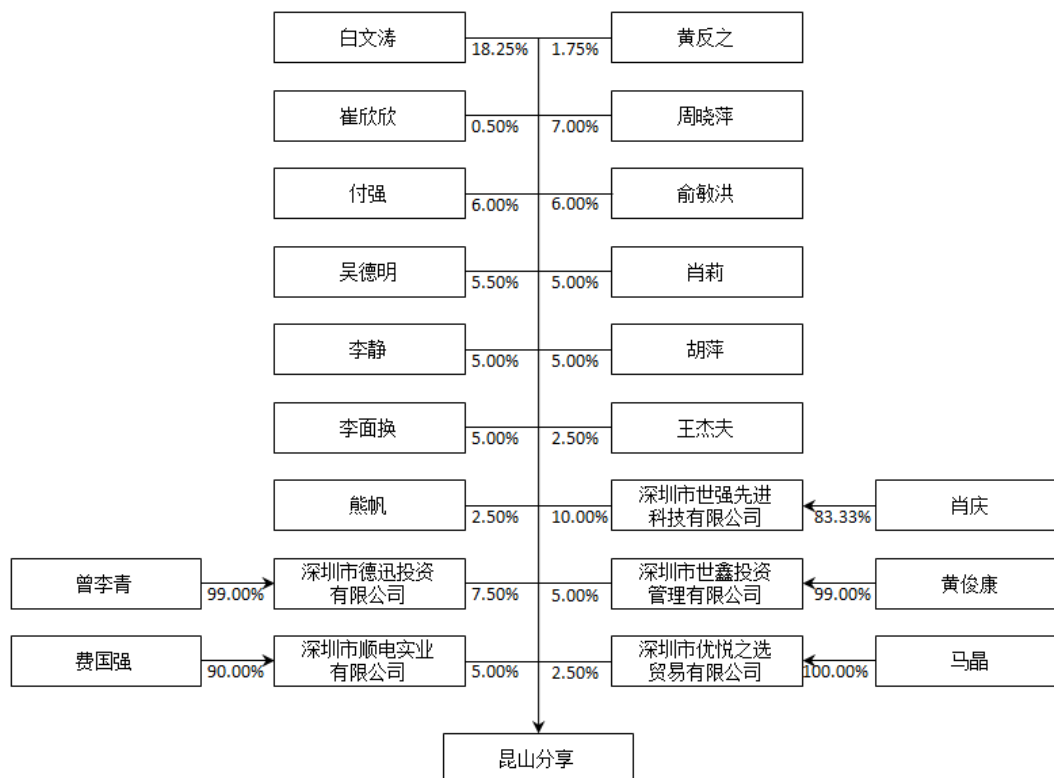 白文涛
18.25%
1.75%
黄反之
崔欣欣
0.50%
7.00%
周晓萍
付强
6.00%
6.00%
俞敏洪
吴德明
5.50%
5.00%
肖莉
李静
5.00%
5.00%
胡萍
李面换
5.00%
2.50%
王杰夫
熊帆
2.50%
10.00%
深圳市世强先进
科技有限公司
83.33%
肖庆
曾李青
99.00%
深圳市德迅投资
有限公司
7.50%
5.00%
深圳市世鑫投资
管理有限公司
99.00%
黄俊康
费国强
90.00%
深圳市顺电实业
有限公司
5.00%
2.50%
深圳市优悦之选
贸易有限公司
100.00%
马晶
昆山分享